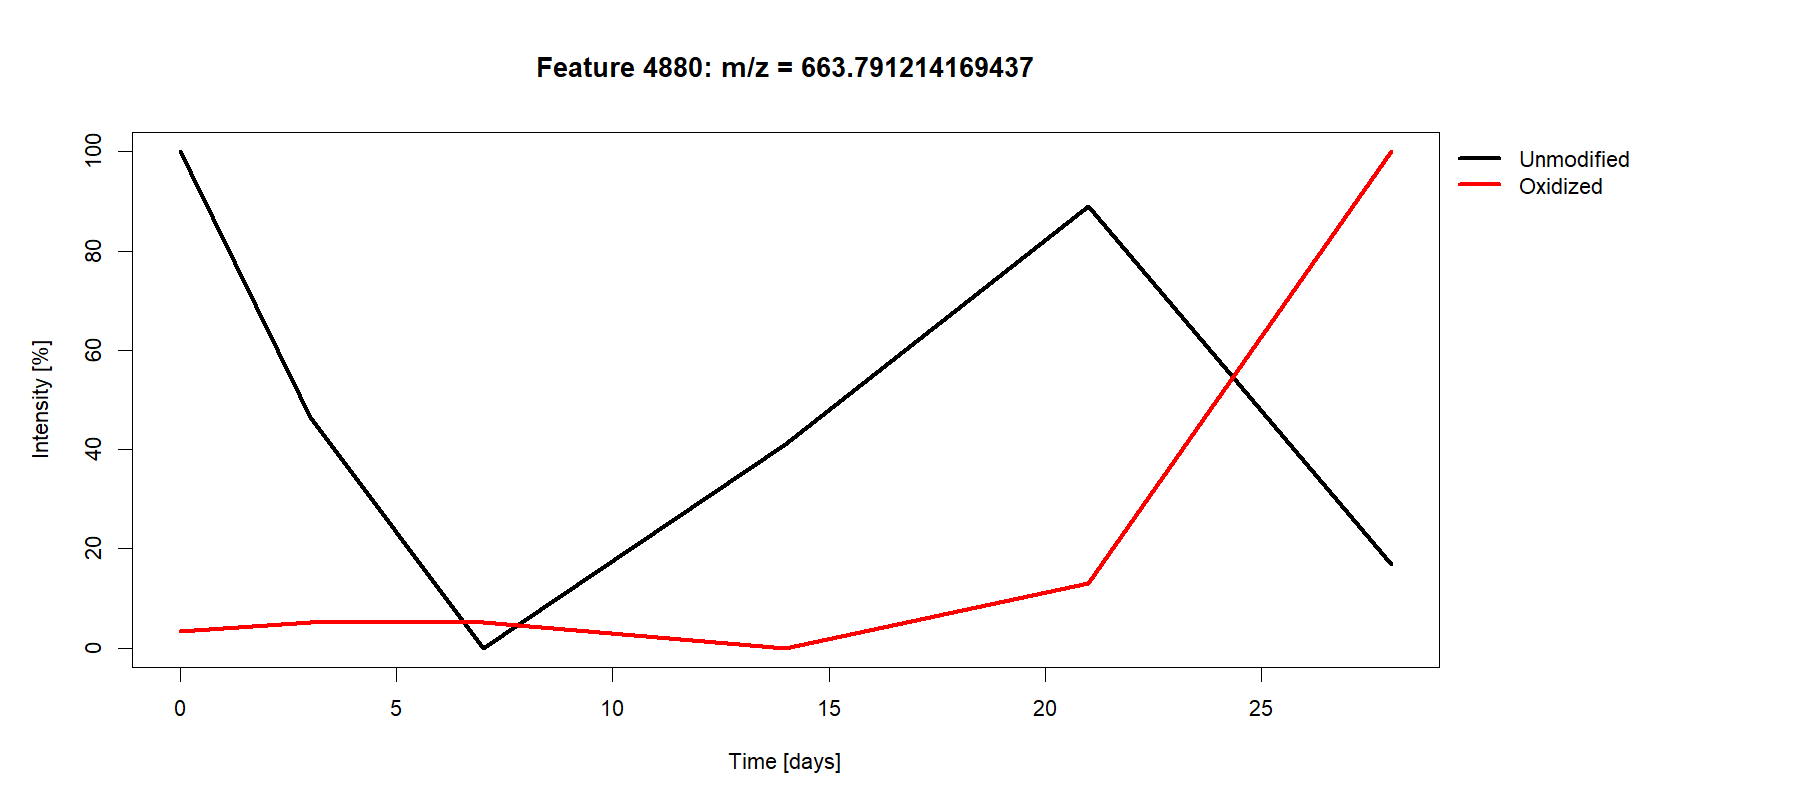 Feature 4880: m/z = 663.791214169437
Unmodified
Oxidized
Intensity [%]
100
80
60
40
20
0
0 5 10 15 20 25
Time [days]